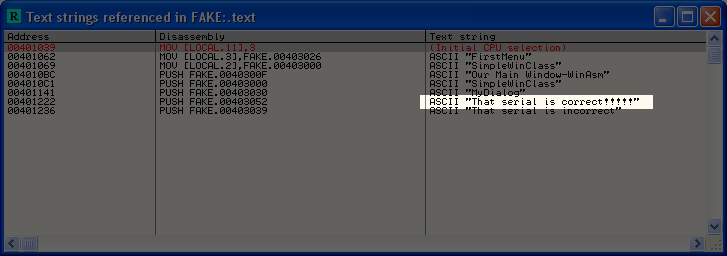 R Text strings referenced in FAKE:.text
Address Disassembly Text string
00401039 MOV [LOCAL.11],3 (Initial CPU selection)
00401062 MOV [LOCAL.3],FAKE.00403026 ASCII "FirstMenu"
00401069 MOV [LOCAL.2],FAKE.00403000 ASCII "SimpleWinClass"
004010BC PUSH FAKE.0040300F ASCII "Our Main Window-WinAsm"
004010C1 PUSH FAKE.00403000 ASCII "SimpleWinClass"
00401141 PUSH FAKE.00403030 ASCII "MyDialog"
00401222 PUSH FAKE.00403052 ASCII "That serial is correct!!!!!"
00401236 PUSH FAKE.00403039 ASCII "That serial is incorrect"